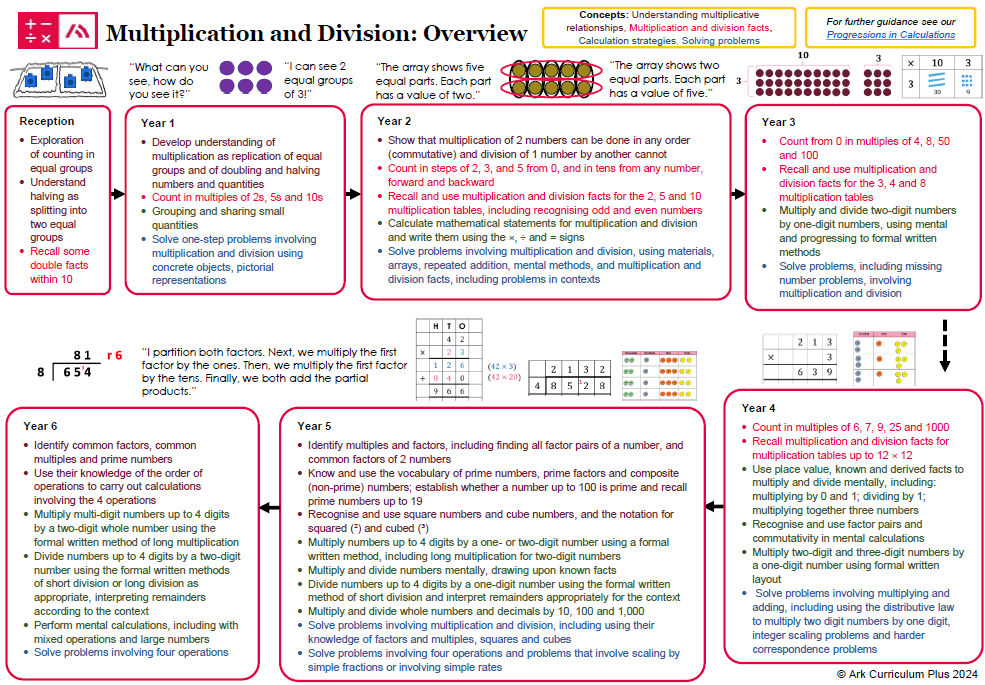 Multiplication and Division: Overview
Concepts: Understanding multiplicative
relationships, Multiplication and division facts,
Calculation strategies, Solving problems
For further guidance see our
Progressions in Calculations
“What can you
see, how do
you see it?”
“I can see 2
equal groups
of 3!”
“The array shows five
equal parts. Each part
has a value of two.”
“The array shows two
equal parts. Each part
has a value of five.”
10 3
3
× 10 3
3 30 9
Reception
• Exploration
of counting in
equal groups
• Understand
halving as
splitting into
two equal
groups
• Recall some
double facts
within 10
Year 1
• Develop understanding of
multiplication as replication of equal
groups and of doubling and halving
numbers and quantities
• Count in multiples of 2s, 5s and 10s
• Grouping and sharing small
quantities
• Solve one-step problems involving
multiplication and division using
concrete objects, pictorial
representations
Year 2
• Show that multiplication of 2 numbers can be done in any order
(commutative) and division of 1 number by another cannot
• Count in steps of 2, 3, and 5 from 0, and in tens from any number,
forward and backward
• Recall and use multiplication and division facts for the 2, 5 and 10
multiplication tables, including recognising odd and even numbers
• Calculate mathematical statements for multiplication and division
and write them using the ×, ÷ and = signs
• Solve problems involving multiplication and division, using materials,
arrays, repeated addition, mental methods, and multiplication and
division facts, including problems in contexts
Year 3
• Count from 0 in multiples of 4, 8, 50
and 100
• Recall and use multiplication and
division facts for the 3, 4 and 8
multiplication tables
• Multiply and divide two-digit numbers
by one-digit numbers, using mental
and progressing to formal written
methods
• Solve problems, including missing
number problems, involving
multiplication and division
8 1 r 6
8 6 5 1 4
“I partition both factors. Next, we multiply the first
factor by the ones. Then, we multiply the first factor
by the tens. Finally, we both add the partial
products.”
H T O
4 2
× 2 3
1 2 6 (42 × 3)
+ 8 4 0 (42 × 20)
9 6 6
2 1 3 2
4 8 5 1 2 8
2 1 3
× 3
6 3 9
Year 4
• Count in multiples of 6, 7, 9, 25 and 1000
• Recall multiplication and division facts for
multiplication tables up to 12 × 12
• Use place value, known and derived facts to
multiply and divide mentally, including:
multiplying by 0 and 1; dividing by 1;
multiplying together three numbers
• Recognise and use factor pairs and
commutativity in mental calculations
• Multiply two-digit and three-digit numbers by
a one-digit number using formal written
layout
• Solve problems involving multiplying and
adding, including using the distributive law
to multiply two digit numbers by one digit,
integer scaling problems and harder
correspondence problems
Year 5
• Identify multiples and factors, including finding all factor pairs of a number, and
common factors of 2 numbers
• Know and use the vocabulary of prime numbers, prime factors and composite
(non-prime) numbers; establish whether a number up to 100 is prime and recall
prime numbers up to 19
• Recognise and use square numbers and cube numbers, and the notation for
squared (²) and cubed (³)
• Multiply numbers up to 4 digits by a one- or two-digit number using a formal
written method, including long multiplication for two-digit numbers
• Multiply and divide numbers mentally, drawing upon known facts
• Divide numbers up to 4 digits by a one-digit number using the formal written
method of short division and interpret remainders appropriately for the context
• Multiply and divide whole numbers and decimals by 10, 100 and 1,000
• Solve problems involving multiplication and division, including using their
knowledge of factors and multiples, squares and cubes
• Solve problems involving four operations and problems that involve scaling by
simple fractions or involving simple rates
Year 6
• Identify common factors, common
multiples and prime numbers
• Use their knowledge of the order of
operations to carry out calculations
involving the 4 operations
• Multiply multi-digit numbers up to 4 digits
by a two-digit whole number using the
formal written method of long multiplication
• Divide numbers up to 4 digits by a two-digit
number using the formal written methods
of short division or long division as
appropriate, interpreting remainders
according to the context
• Perform mental calculations, including with
mixed operations and large numbers
• Solve problems involving four operations
© Ark Curriculum Plus 2024